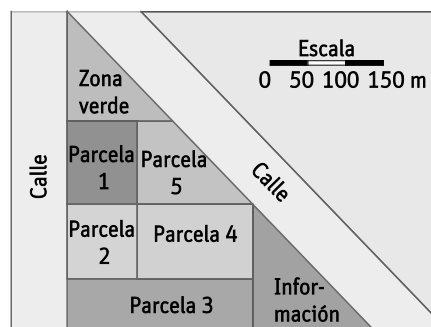 Escala
0 50 100 150 m
Zona
verde
Parcela
1
Parcela
5
Calle
Calle
Parcela
2
Parcela 4
Parcela 3
Infor-
mación